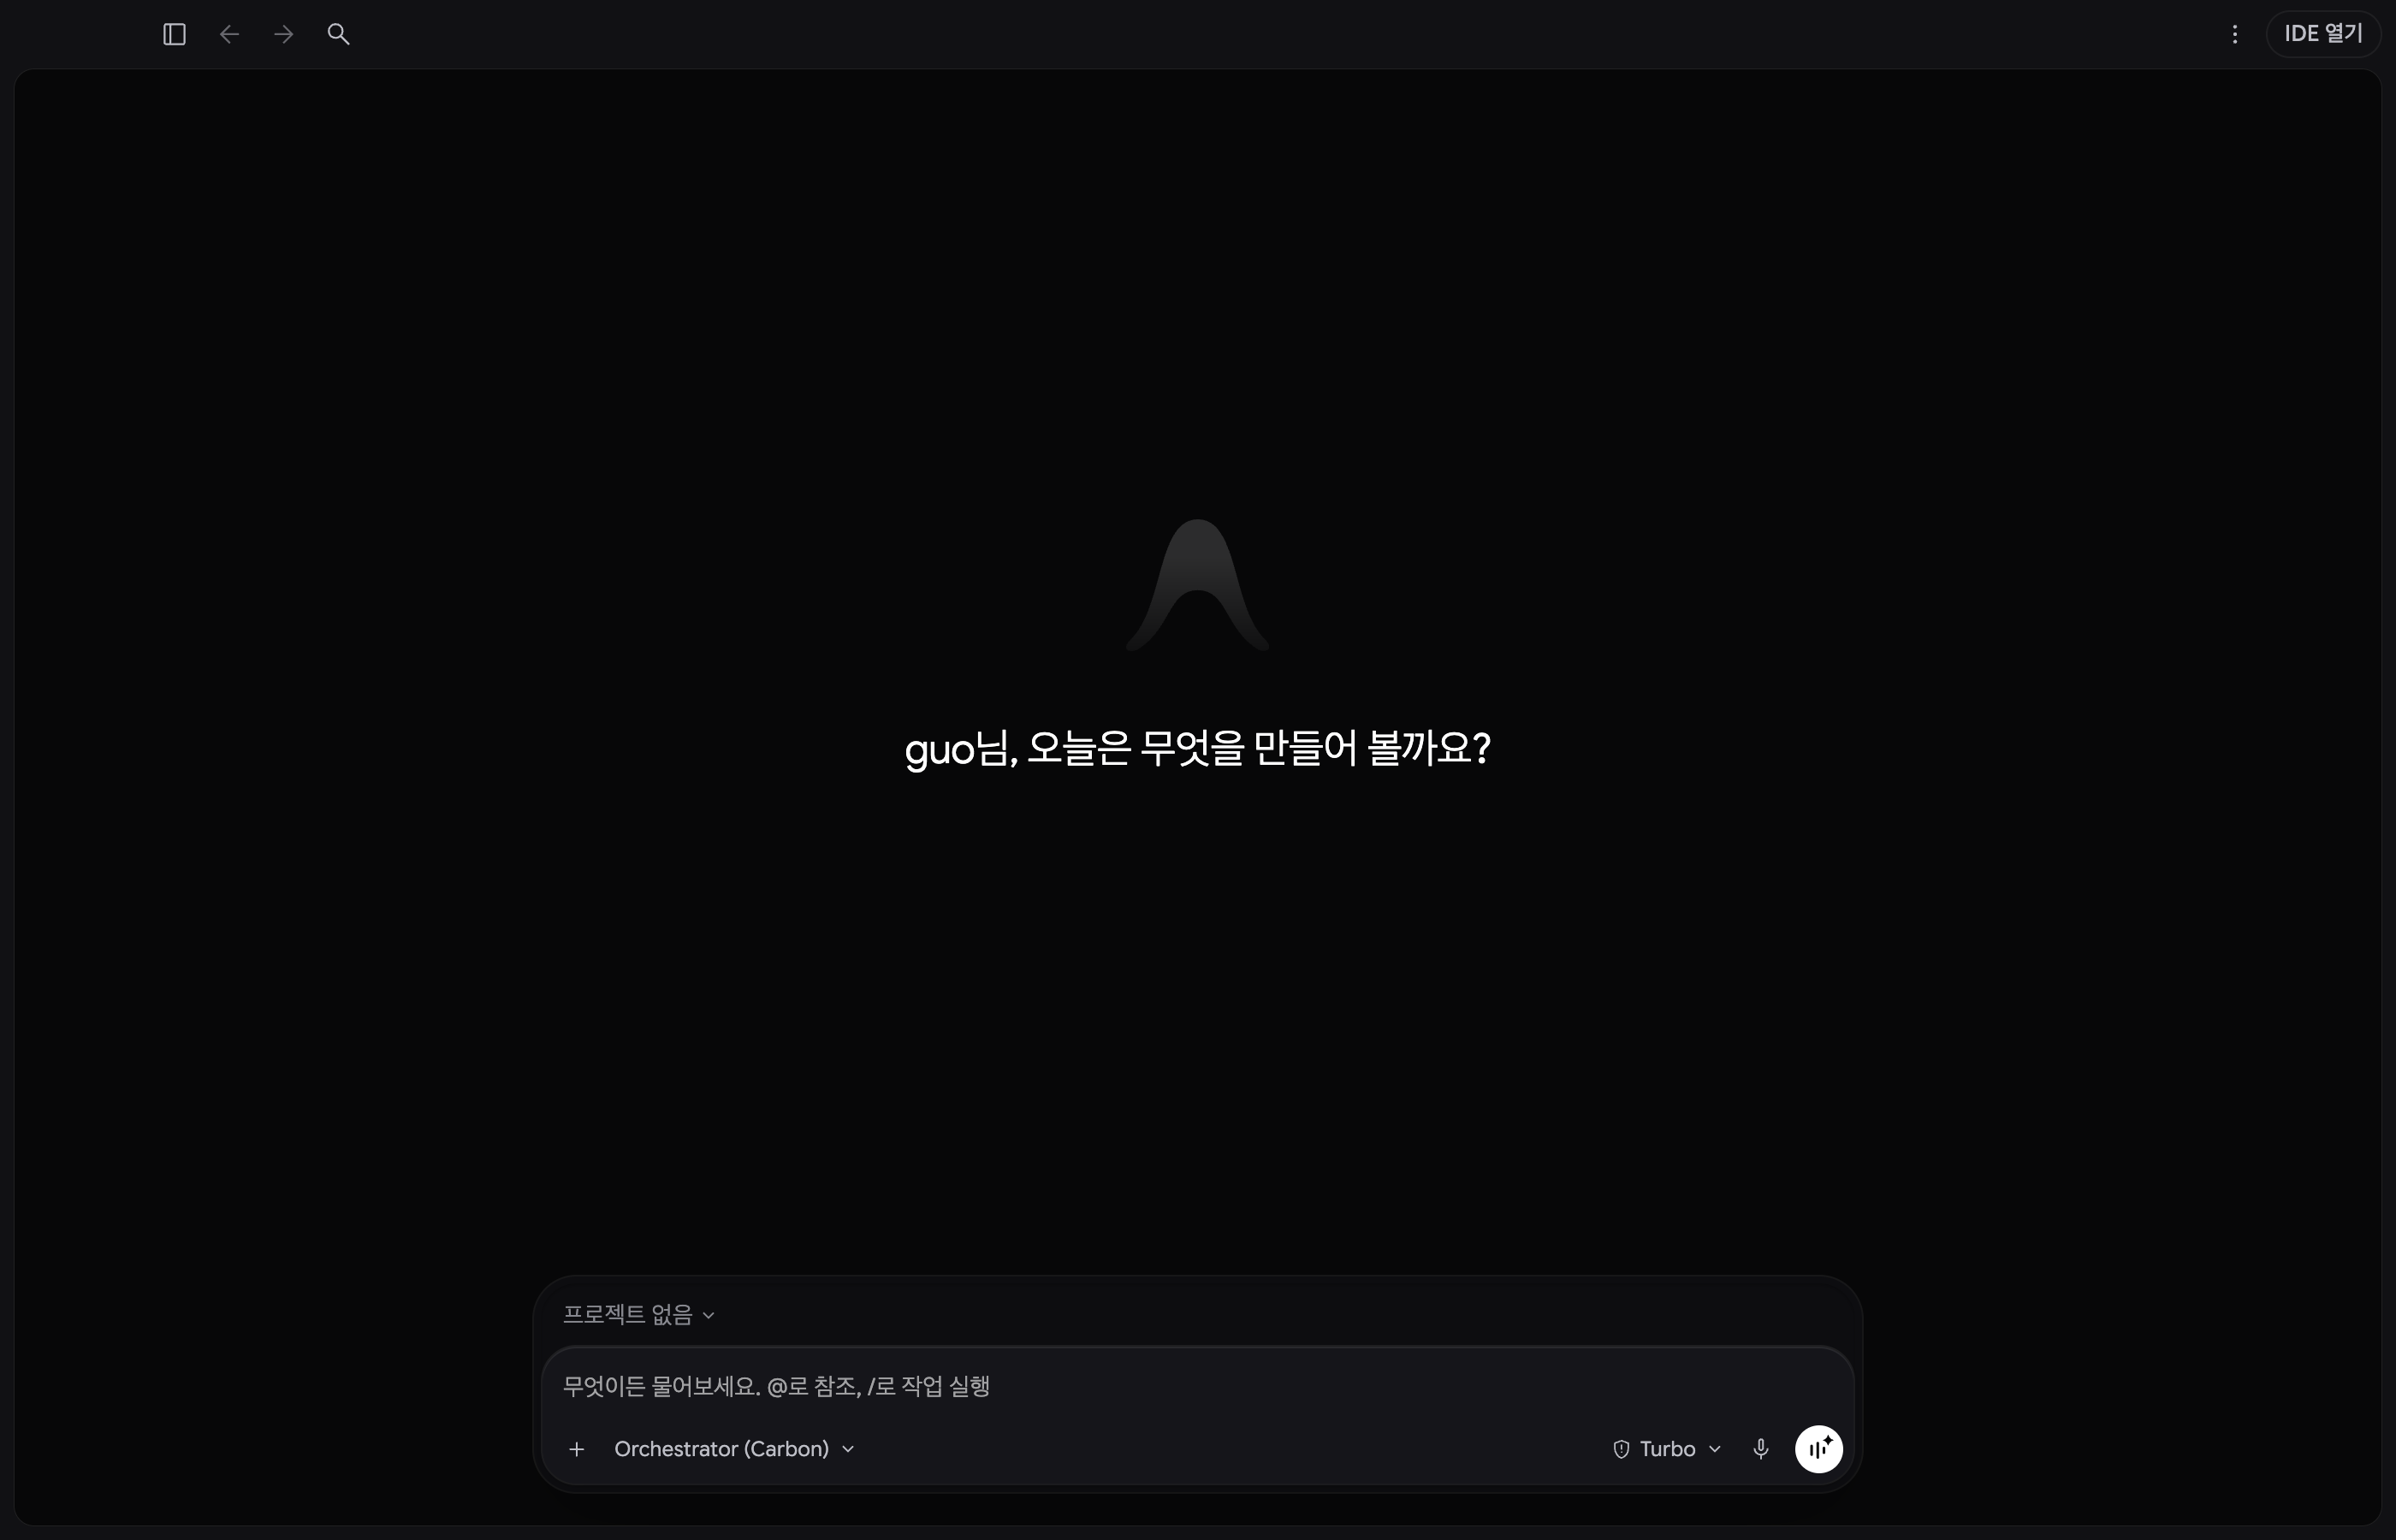 IDE 열기
guo님, 오늘은 무엇을 만들어 볼까요?
프로젝트 없음
무엇이든 물어보세요. @로 참조, /로 작업 실행
Orchestrator (Carbon)
Turbo